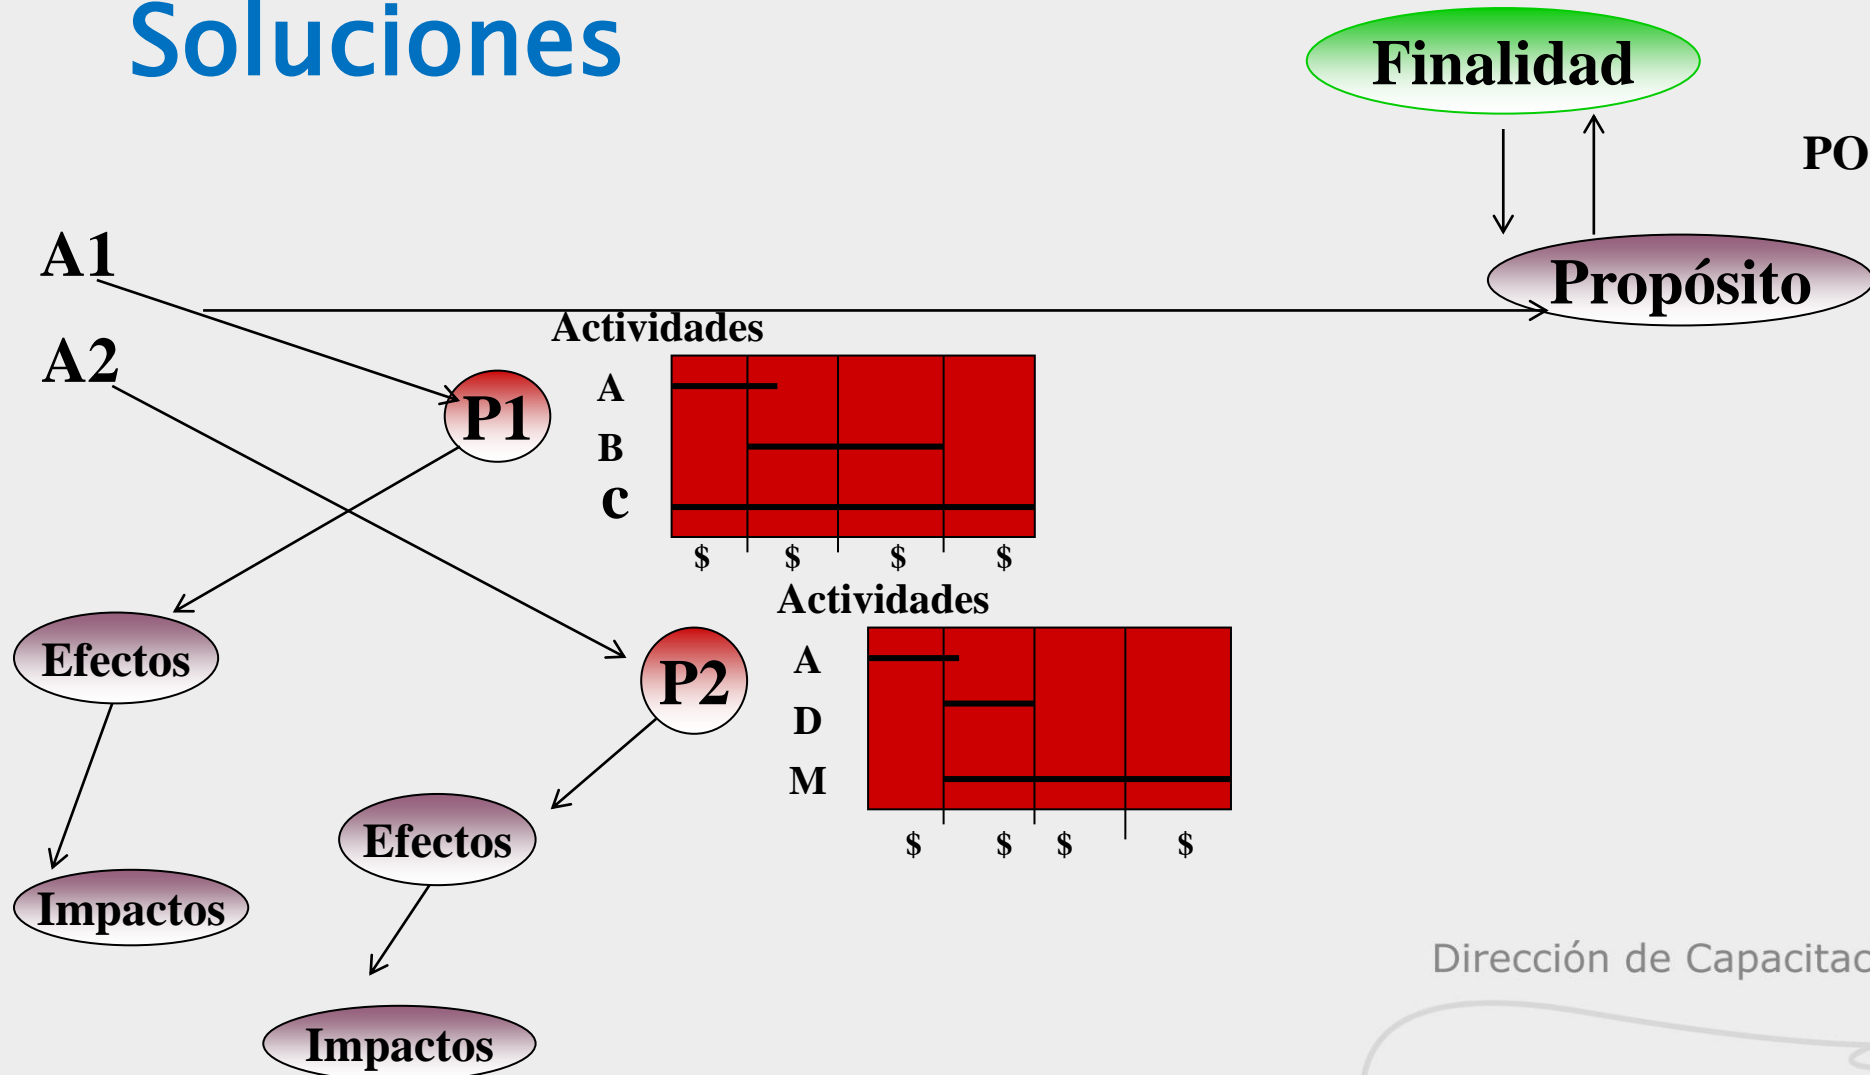 Soluciones
Finalidad
PO
A1
Propósito
Actividades
A2
A
P1
B
C
$ $ $ $
Actividades
Efectos
A
P2
D
M
Efectos
$ $ $ $
Impactos
Dirección de Capacitac
Impactos